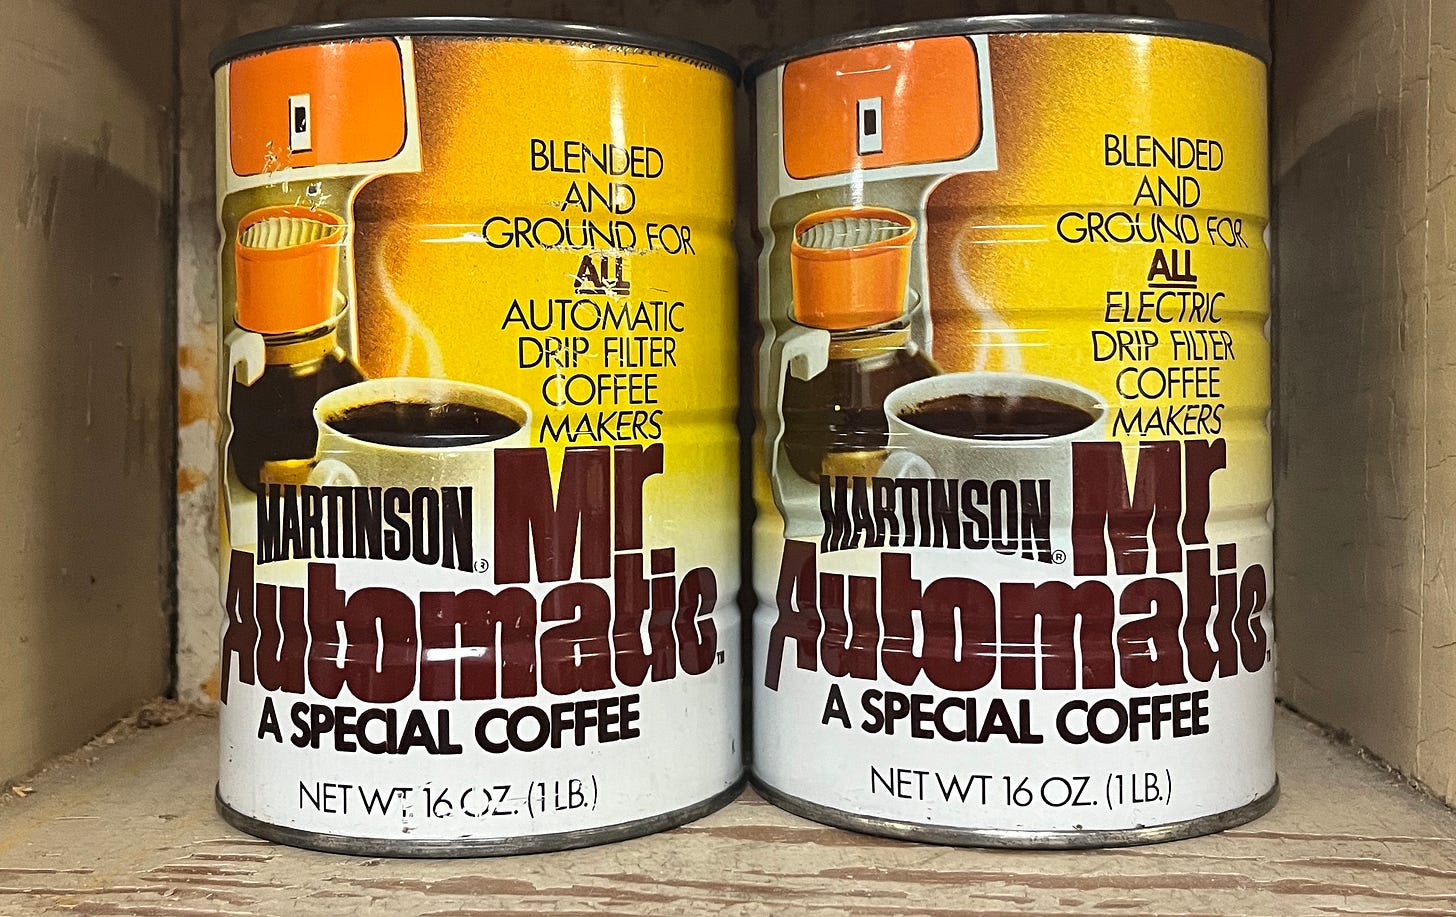 BLENDED
AND
GROUND FOR
ALL
AUTOMATIC
DRIP FILTER
COFFEE
MAKERS
MARTINSON® Mr
Automatic™
A SPECIAL COFFEE
NET WT. 16 OZ. (1 LB.)
BLENDED
AND
GROUND FOR
ALL
ELECTRIC
DRIP FILTER
COFFEE
MAKERS
MARTINSON® Mr
Automatic™
A SPECIAL COFFEE
NET WT 16 OZ. (1 LB.)